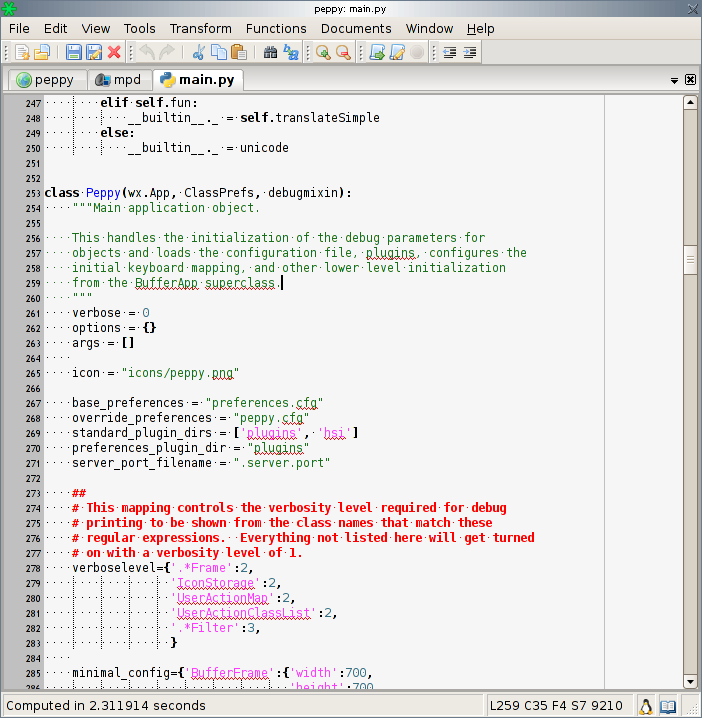 peppy: main.py
File Edit View Tools Transform Functions Documents Window Help
peppy mpd main.py
247 elif self.fun:
248 __builtin__._ = self.translateSimple
249 else:
250 __builtin__._ = unicode
251
252
253 class Peppy(wx.App, ClassPrefs, debugmixin):
254 """Main application object.
255
256 This handles the initialization of the debug parameters for
257 objects and loads the configuration file, plugins, configures the
258 initial keyboard mapping, and other lower level initialization
259 from the BufferApp superclass.
260 """
261 verbose = 0
262 options = {}
263 args = []
264
265 icon = "icons/peppy.png"
266
267 base_preferences = "preferences.cfg"
268 override_preferences = "peppy.cfg"
269 standard_plugin_dirs = ['plugins', 'hsi']
270 preferences_plugin_dir = "plugins"
271 server_port_filename = ".server.port"
272
273 ##
274 # This mapping controls the verbosity level required for debug
275 # printing to be shown from the class names that match these
276 # regular expressions.  Everything not listed here will get turned
277 # on with a verbosity level of 1.
278 verboselevel={'.*Frame':2,
279 'IconStorage':2,
280 'UserActionMap':2,
281 'UserActionClassList':2,
282 '.*Filter':3,
283 }
284
285 minimal_config={'BufferFrame':{'width':700,
286 'height':700
Computed in 2.311914 seconds L259 C35 F4 S7 9210